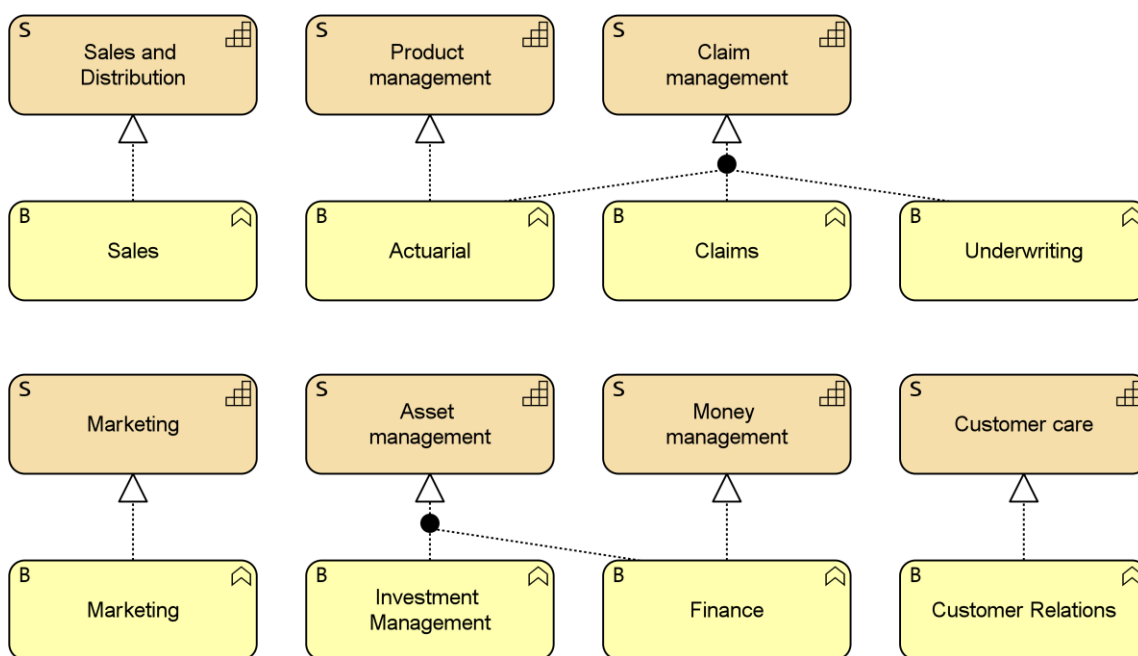 S
Sales and
Distribution
S
Product
management
S
Claim
management
B
Sales
B
Actuarial
B
Claims
B
Underwriting
S
Marketing
S
Asset
management
S
Money
management
S
Customer care
B
Marketing
B
Investment
Management
B
Finance
B
Customer Relations